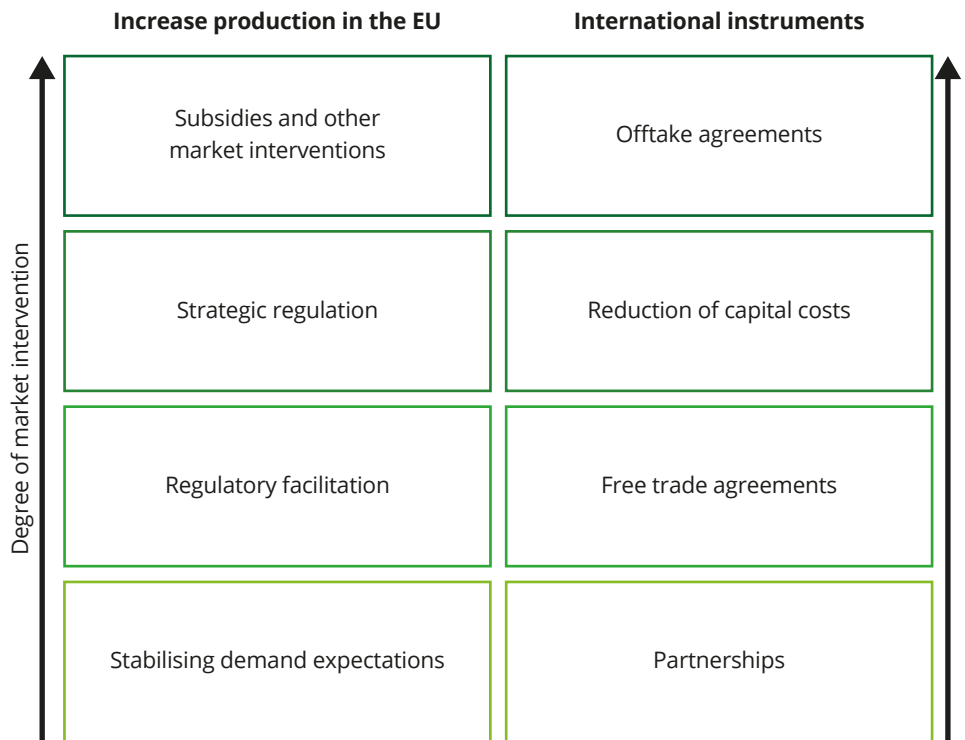 Increase production in the EU
International instruments
Degree of market intervention
Subsidies and other
market interventions
Offtake agreements
Strategic regulation
Reduction of capital costs
Regulatory facilitation
Free trade agreements
Stabilising demand expectations
Partnerships